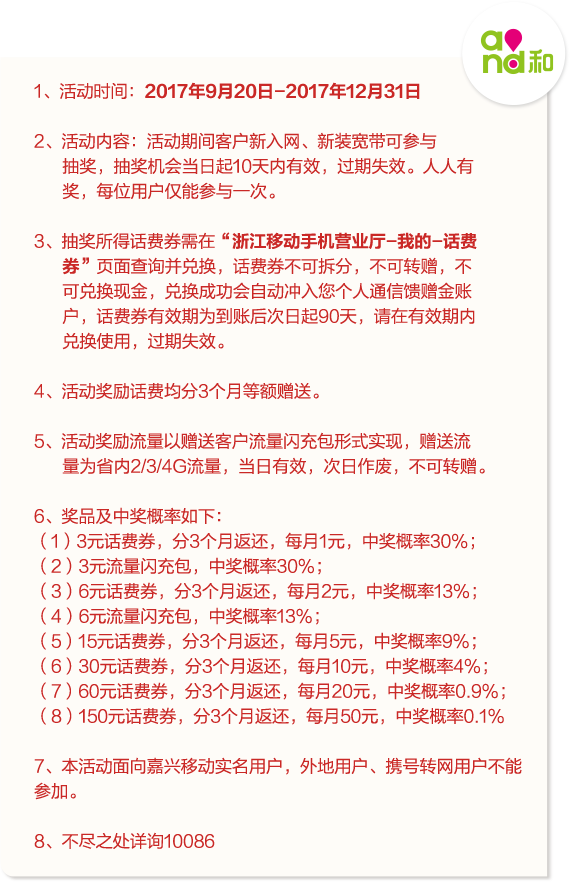 and和
1、活动时间：2017年9月20日-2017年12月31日
2、活动内容：活动期间客户新入网、新装宽带可参与
抽奖，抽奖机会当日起10天内有效，过期失效。人人有
奖，每位用户仅能参与一次。
3、抽奖所得话费券需在“浙江移动手机营业厅-我的-话费
券”页面查询并兑换，话费券不可拆分，不可转赠，不
可兑换现金，兑换成功会自动冲入您个人通信馈赠金账
户，话费券有效期为到账后次日起90天，请在有效期内
兑换使用，过期失效。
4、活动奖励话费均分3个月等额赠送。
5、活动奖励流量以赠送客户流量闪充包形式实现，赠送流
量为省内2/3/4G流量，当日有效，次日作废，不可转赠。
6、奖品及中奖概率如下：
（1）3元话费券，分3个月返还，每月1元，中奖概率30%；
（2）3元流量闪充包，中奖概率30%；
（3）6元话费券，分3个月返还，每月2元，中奖概率13%；
（4）6元流量闪充包，中奖概率13%；
（5）15元话费券，分3个月返还，每月5元，中奖概率9%；
（6）30元话费券，分3个月返还，每月10元，中奖概率4%；
（7）60元话费券，分3个月返还，每月20元，中奖概率0.9%；
（8）150元话费券，分3个月返还，每月50元，中奖概率0.1%
7、本活动面向嘉兴移动实名用户，外地用户、携号转网用户不能
参加。
8、不尽之处详询10086